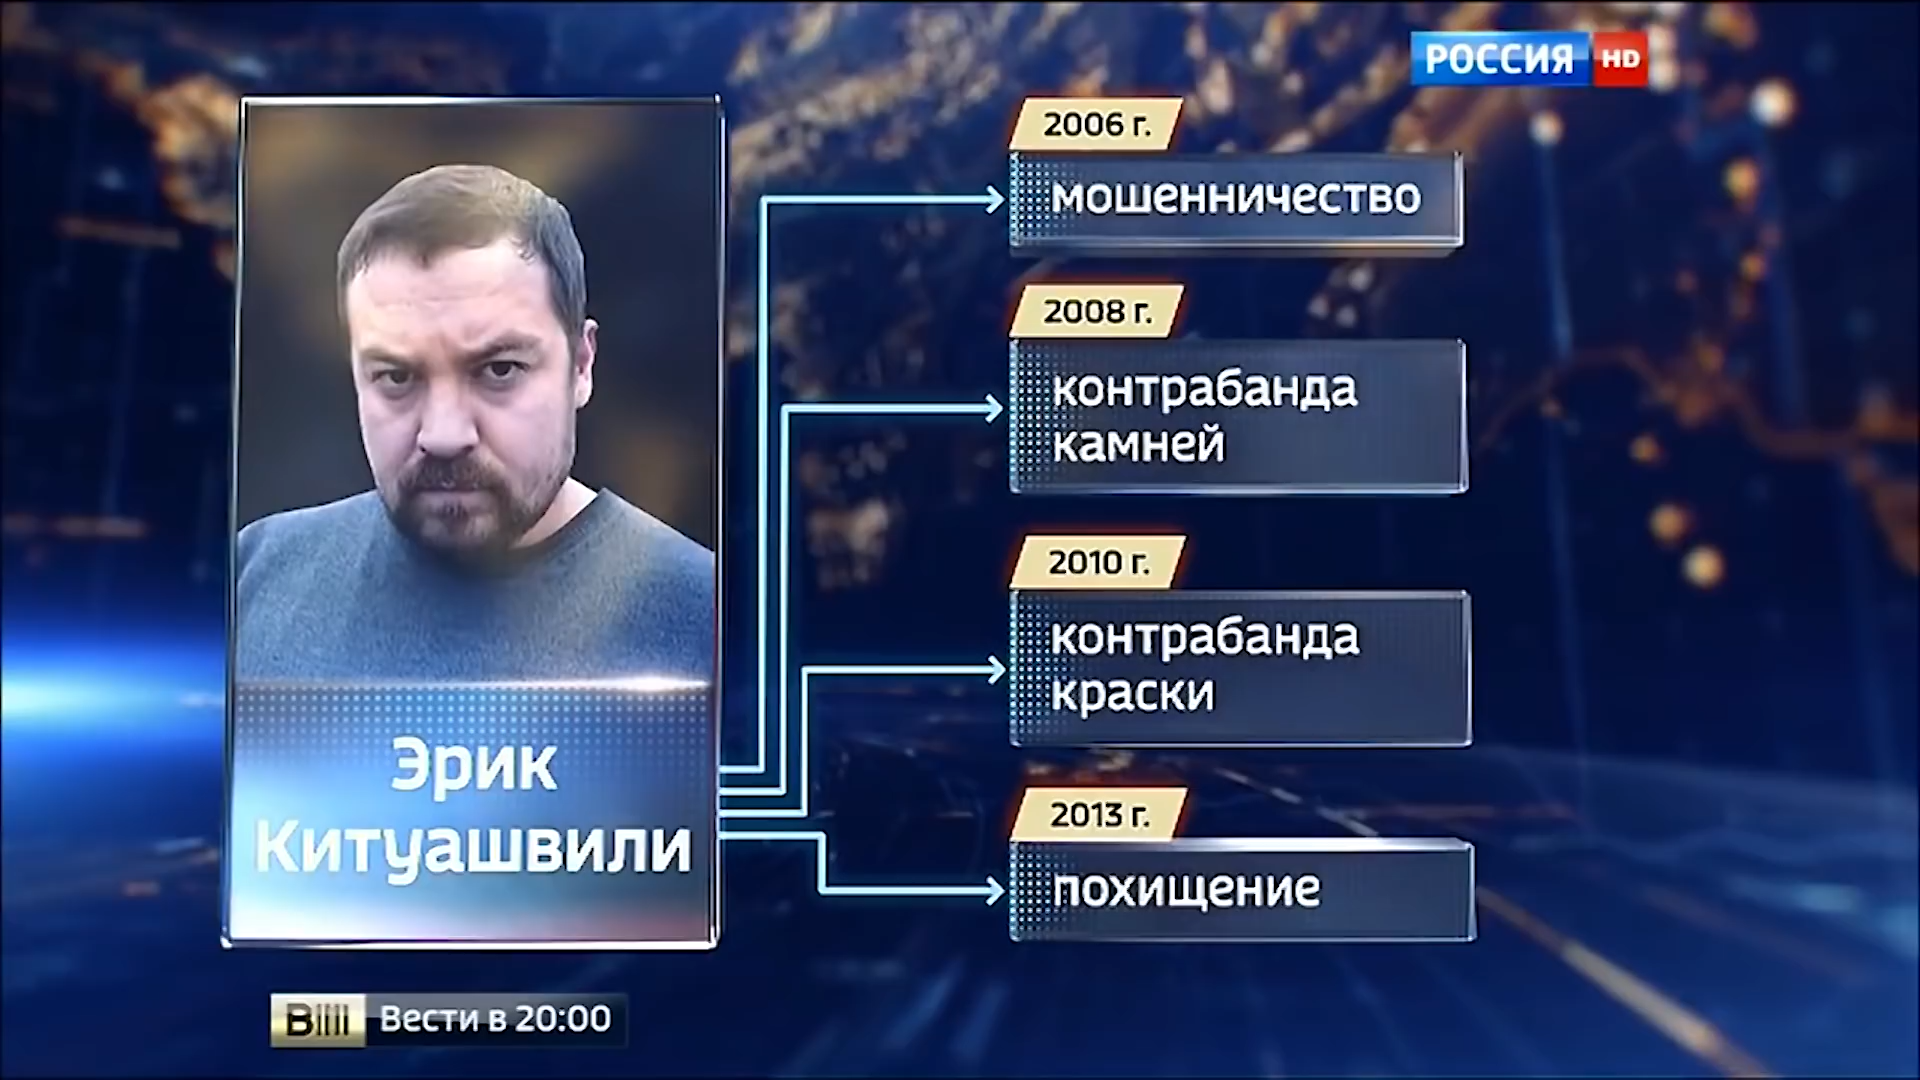 РОССИЯ HD
2006 г.
мошенничество
2008 г.
контрабанда
камней
2010 г.
контрабанда
краски
2013 г.
похищение
Эрик
Китуашвили
Вести в 20:00